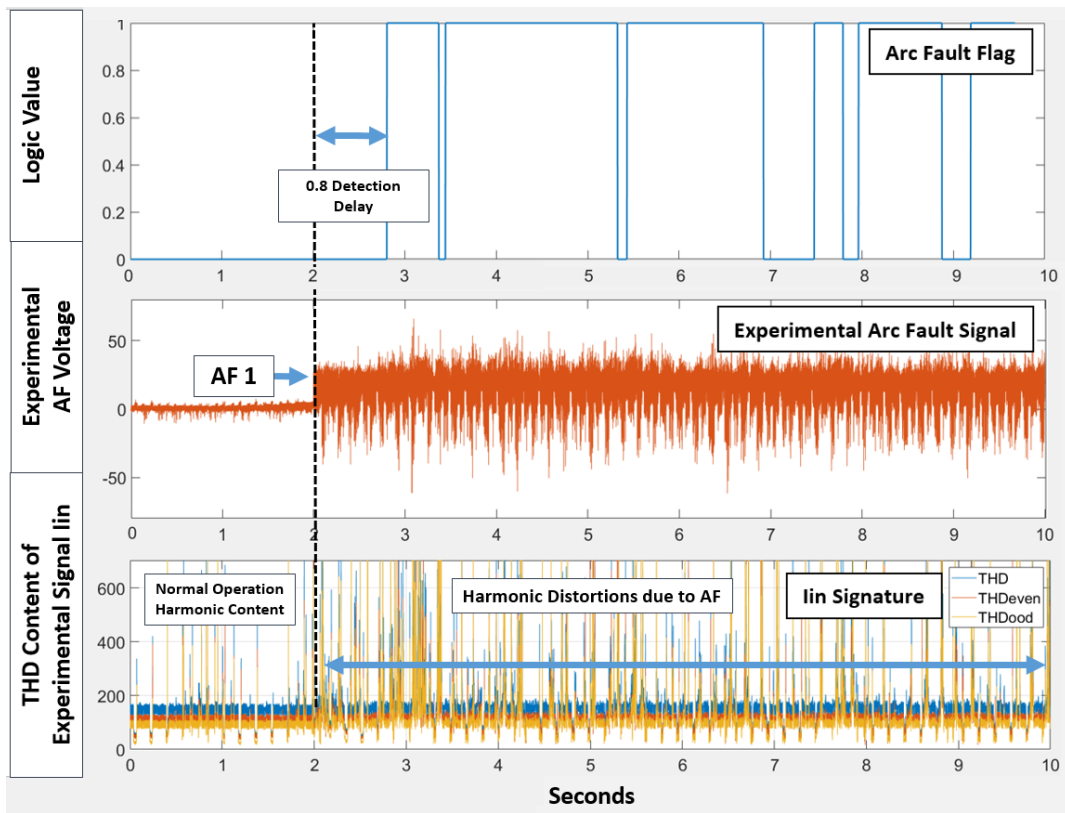 Logic Value
1
0.8
0.6
0.4
0.2
0
Arc Fault Flag
0.8 Detection
Delay
0 1 2 3 4 5 6 7 8 9 10
Experimental
AF Voltage
50
0
-50
Experimental Arc Fault Signal
AF 1
0 1 2 3 4 5 6 7 8 9 10
THD Content of
Experimental Signal Iin
600
400
200
0
Normal Operation
Harmonic Content
Harmonic Distortions due to AF
Iin Signature
THD
THDeven
THDood
0 1 2 3 4 5 6 7 8 9 10
Seconds